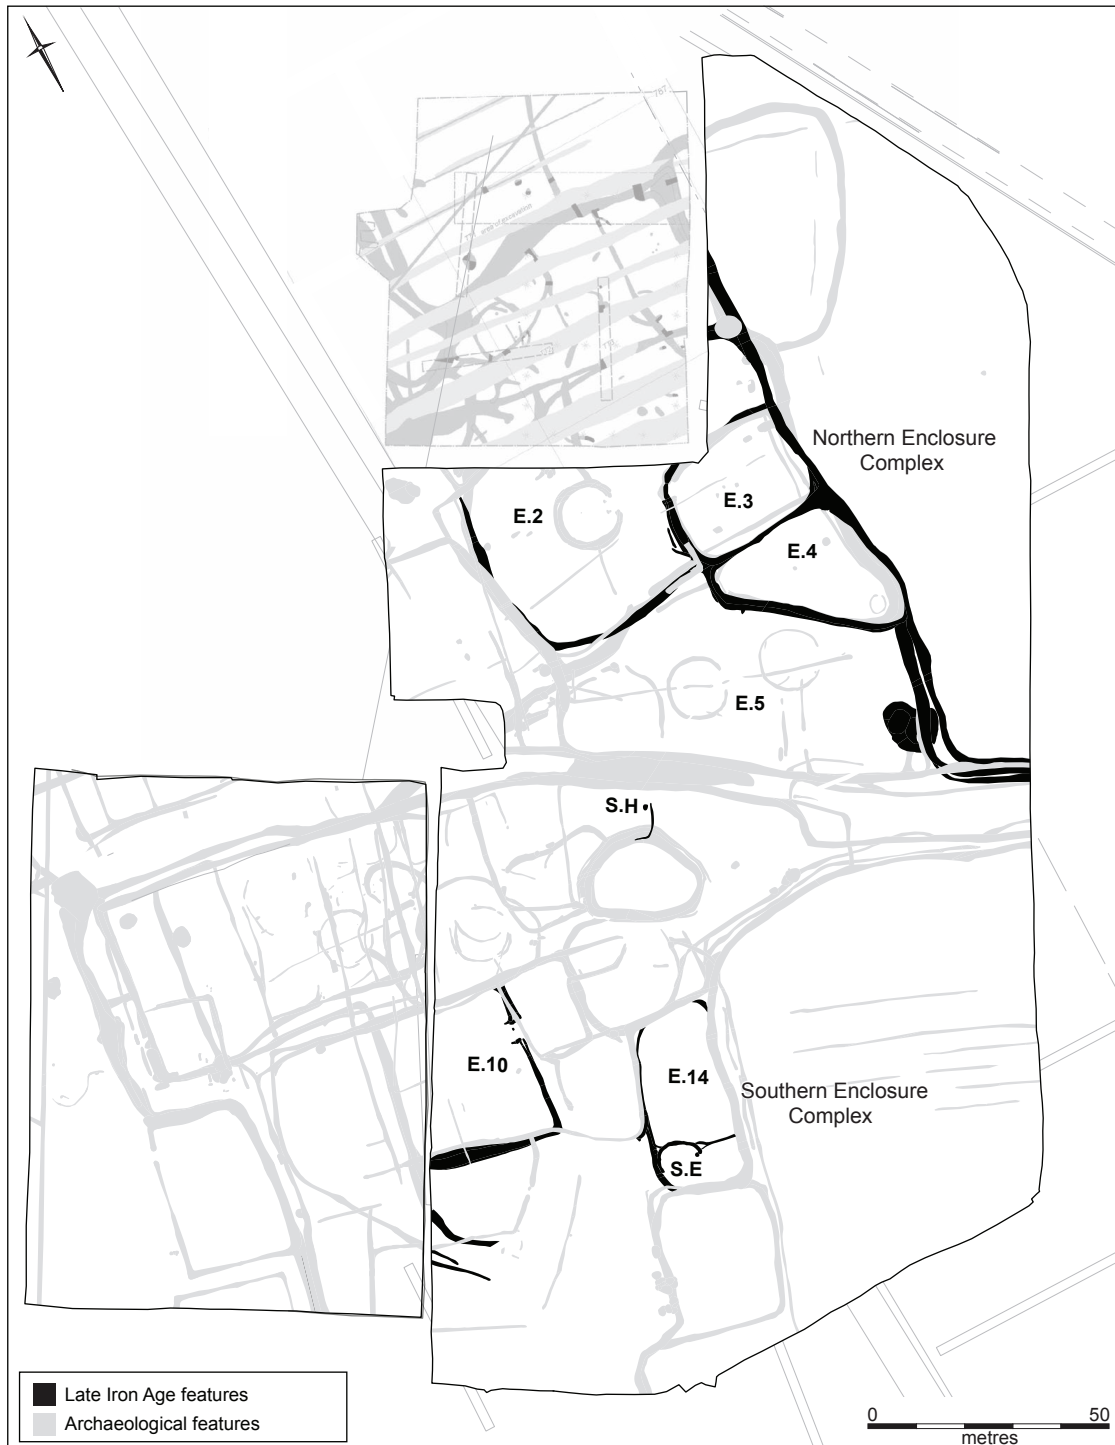 Northern Enclosure
Complex
E.2
E.3
E.4
E.5
S.H
E.10
E.14
Southern Enclosure
Complex
S.E
Late Iron Age features
Archaeological features
0 50
metres